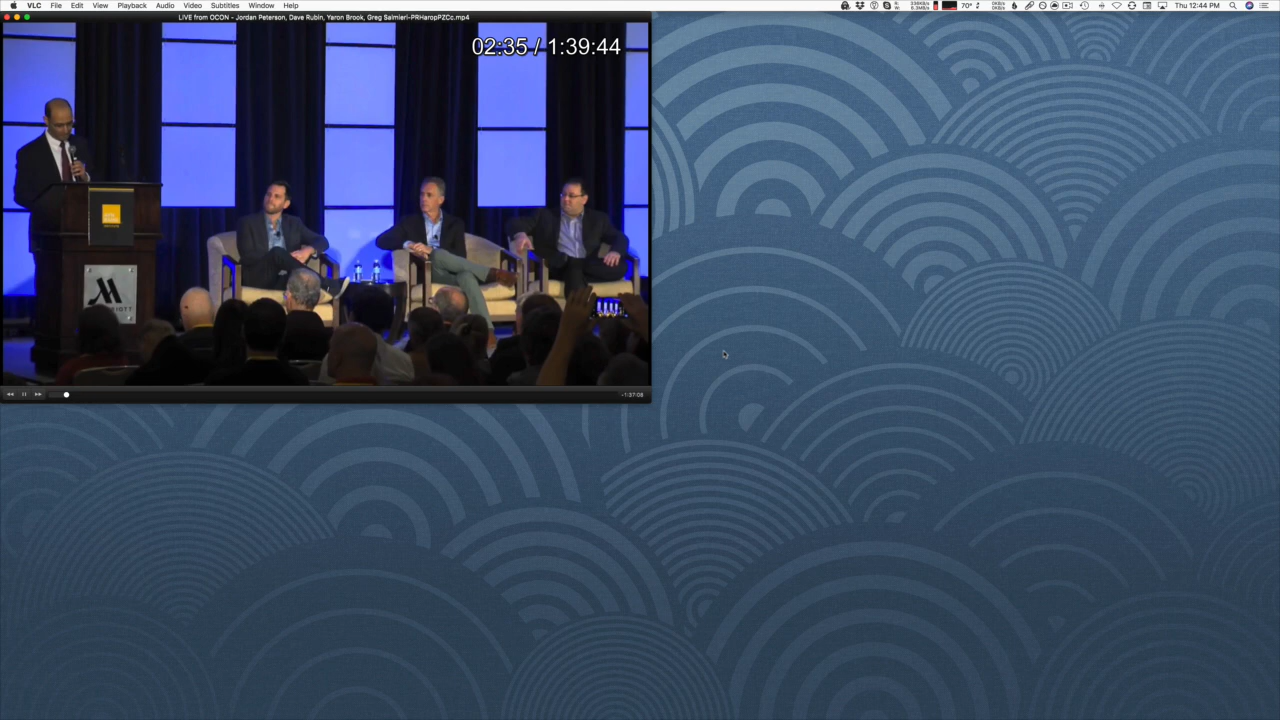 VLC File Edit View Playback Audio Video Subtitles Window Help
70° Thu 12:44 PM
LIVE from OCON - Jordan Peterson, Dave Rubin, Yaron Brook, Greg Salmieri-PRHaropPZCc.mp4
02:35 / 1:39:44
-1:37:08